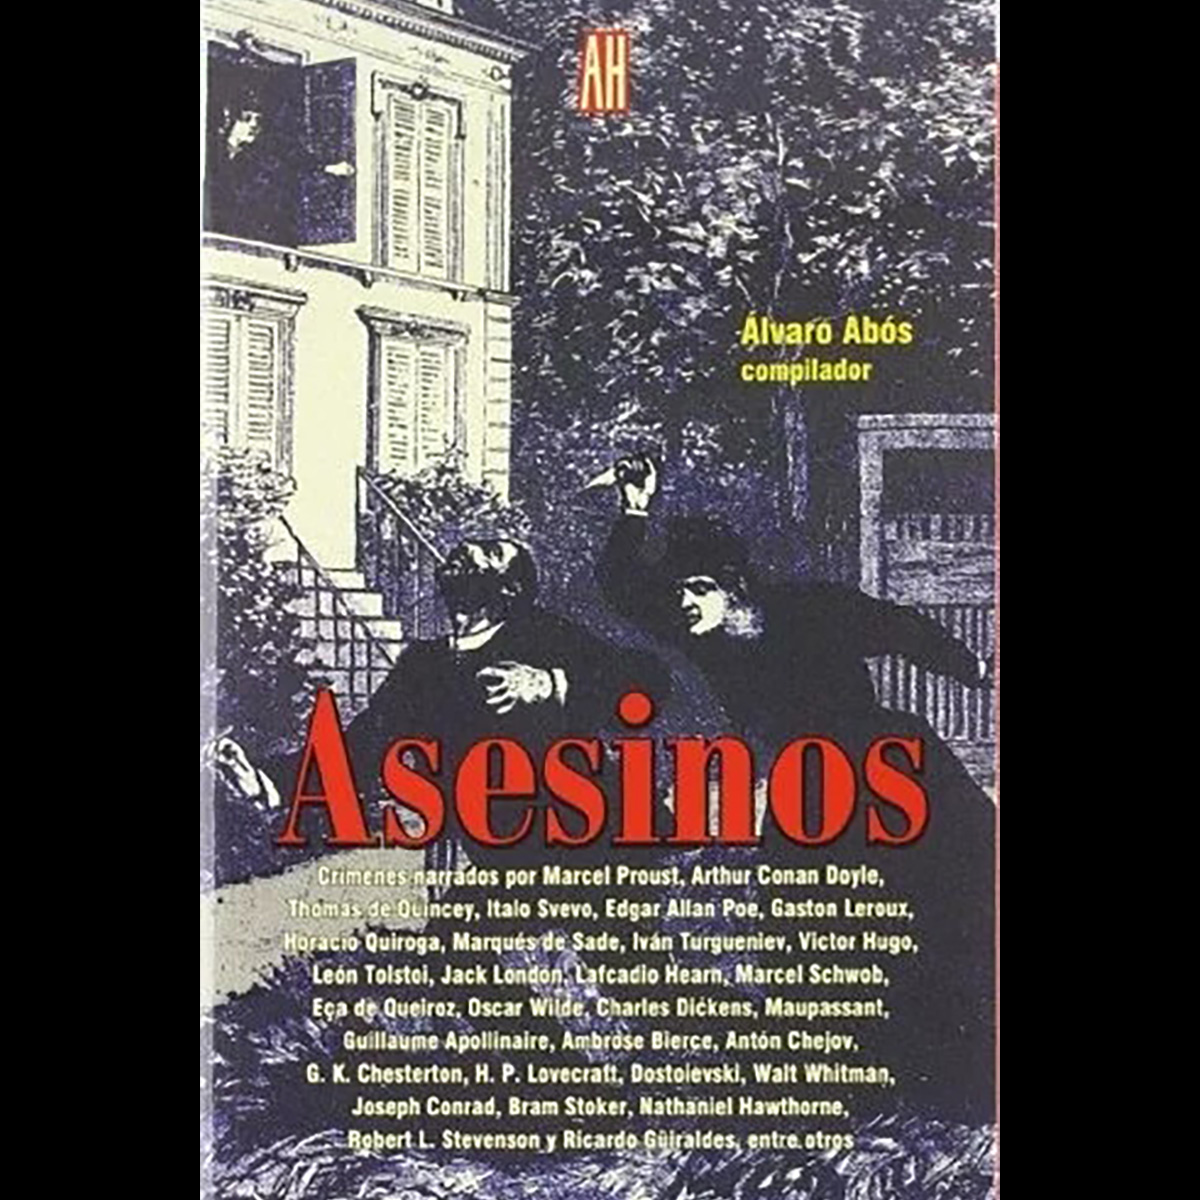 AH
Álvaro Abós
compilador
Asesinos
Crímenes narrados por Marcel Proust, Arthur Conan Doyle,
Thomas de Quincey, Italo Svevo, Edgar Allan Poe, Gaston Leroux,
Horacio Quiroga, Marqués de Sade, Iván Turgueniev, Victor Hugo,
León Tolstoi, Jack London, Lafcadio Hearn, Marcel Schwob,
Eça de Queiroz, Oscar Wilde, Charles Dickens, Maupassant,
Guillaume Apollinaire, Ambrose Bierce, Antón Chejov,
G. K. Chesterton, H. P. Lovecraft, Dostoievski, Walt Whitman,
Joseph Conrad, Bram Stoker, Nathaniel Hawthorne,
Robert L. Stevenson y Ricardo Güiraldes, entre otros